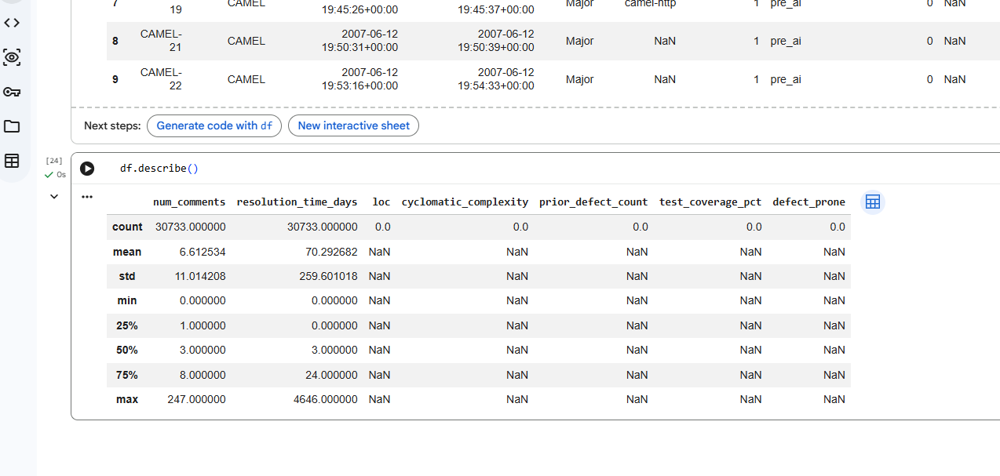 7 19 CAMEL 19:45:26+00:00 19:45:37+00:00 Major camel-http 1 pre_ai 0 NaN
8 CAMEL-21 CAMEL 2007-06-12 19:50:31+00:00 2007-06-12 19:50:39+00:00 Major NaN 1 pre_ai 0 NaN
9 CAMEL-22 CAMEL 2007-06-12 19:53:16+00:00 2007-06-12 19:54:33+00:00 Major NaN 1 pre_ai 0 NaN
Next steps: Generate code with df New interactive sheet
[24]
0s
df.describe()
num_comments resolution_time_days loc cyclomatic_complexity prior_defect_count test_coverage_pct defect_prone
count 30733.000000 30733.000000 0.0 0.0 0.0 0.0 0.0
mean 6.612534 70.292682 NaN NaN NaN NaN NaN
std 11.014208 259.601018 NaN NaN NaN NaN NaN
min 0.000000 0.000000 NaN NaN NaN NaN NaN
25% 1.000000 0.000000 NaN NaN NaN NaN NaN
50% 3.000000 3.000000 NaN NaN NaN NaN NaN
75% 8.000000 24.000000 NaN NaN NaN NaN NaN
max 247.000000 4646.000000 NaN NaN NaN NaN NaN